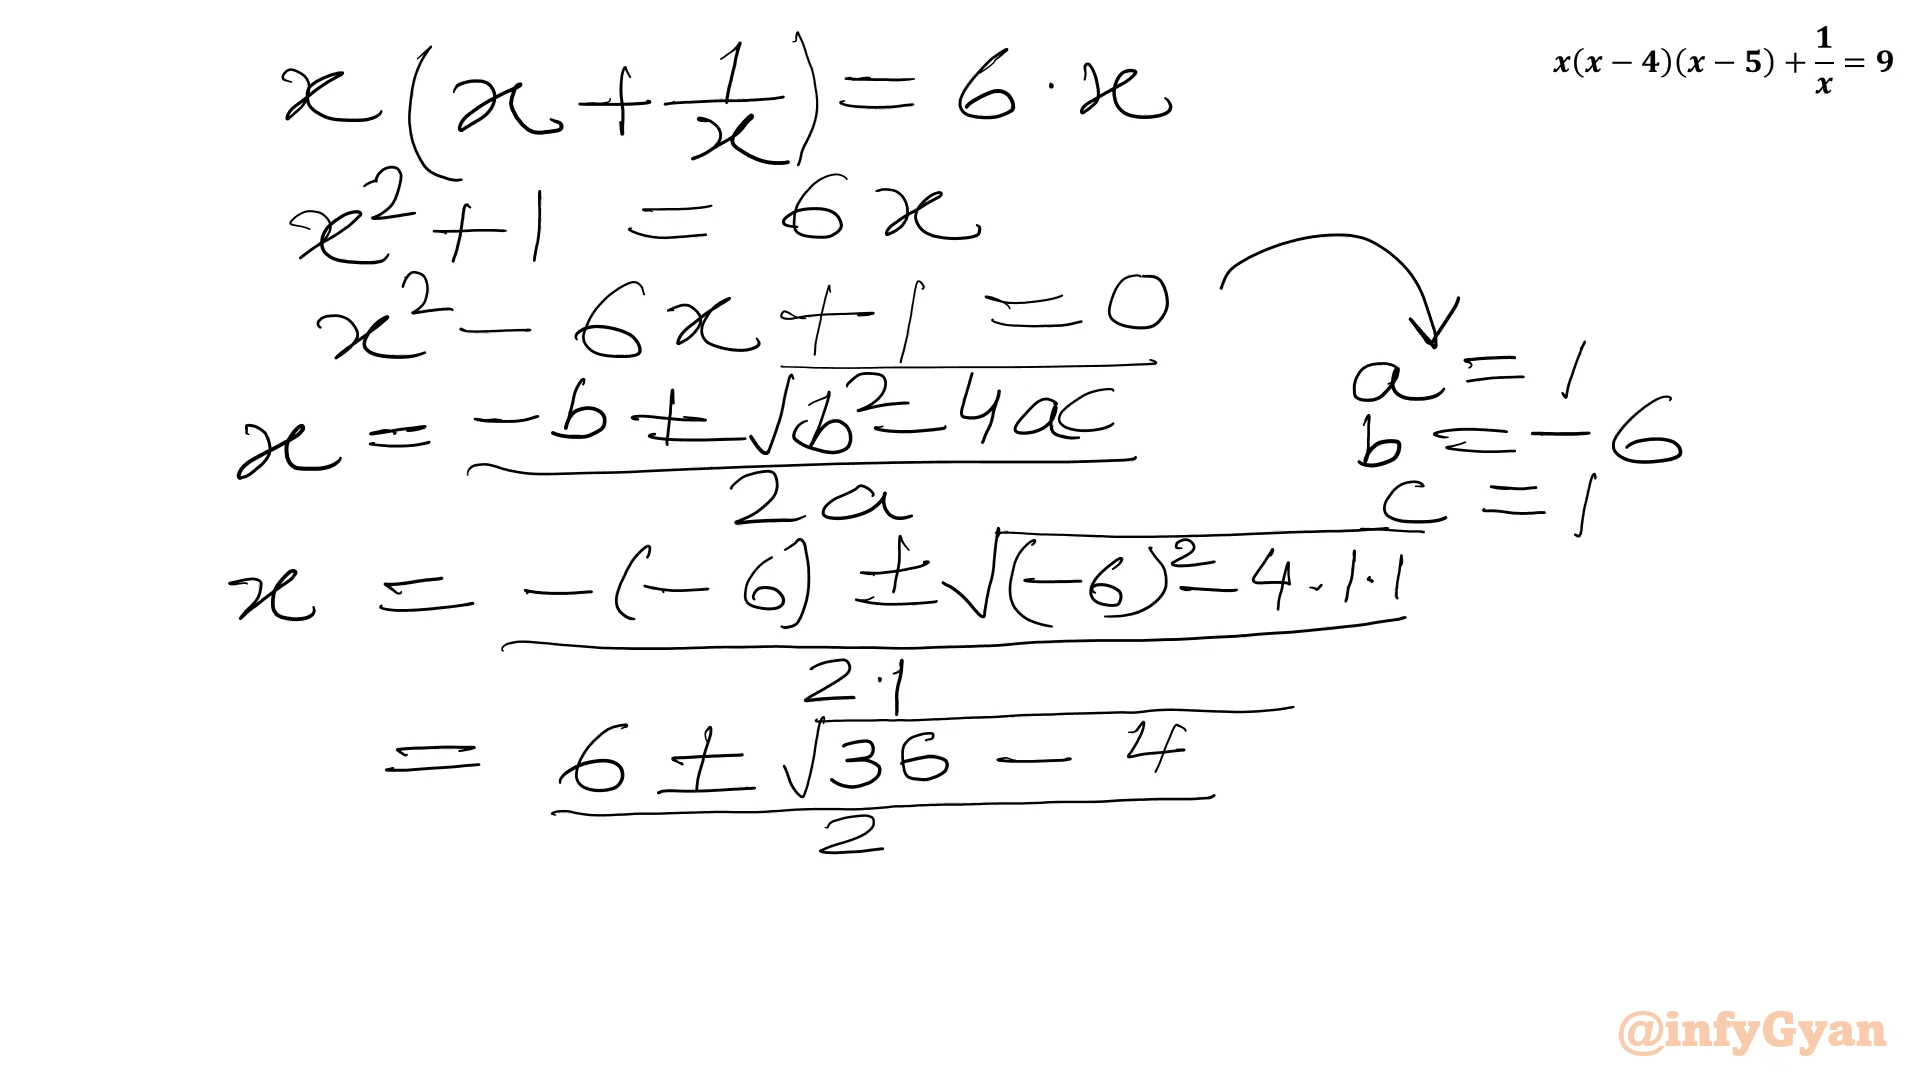 x(x − 4)(x − 5) + 1/x = 9
x(x + 1/x) = 6 · x
x² + 1 = 6x
x² − 6x + 1 = 0
a = 1
b = − 6
c = 1
x = (−b ± √(b² − 4ac)) / 2a
x = (−(−6) ± √((−6)² − 4·1·1)) / 2·1
= (6 ± √(36 − 4)) / 2
@infyGyan